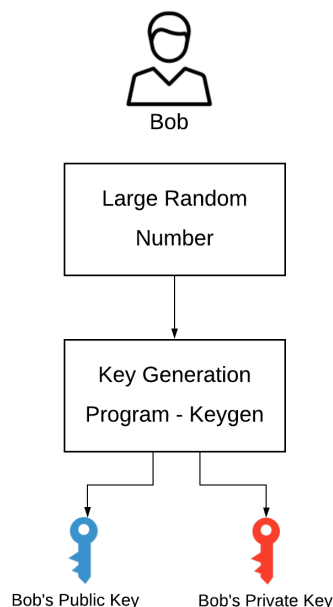 Bob
Large Random
Number
Key Generation
Program - Keygen
Bob's Public Key
Bob's Private Key